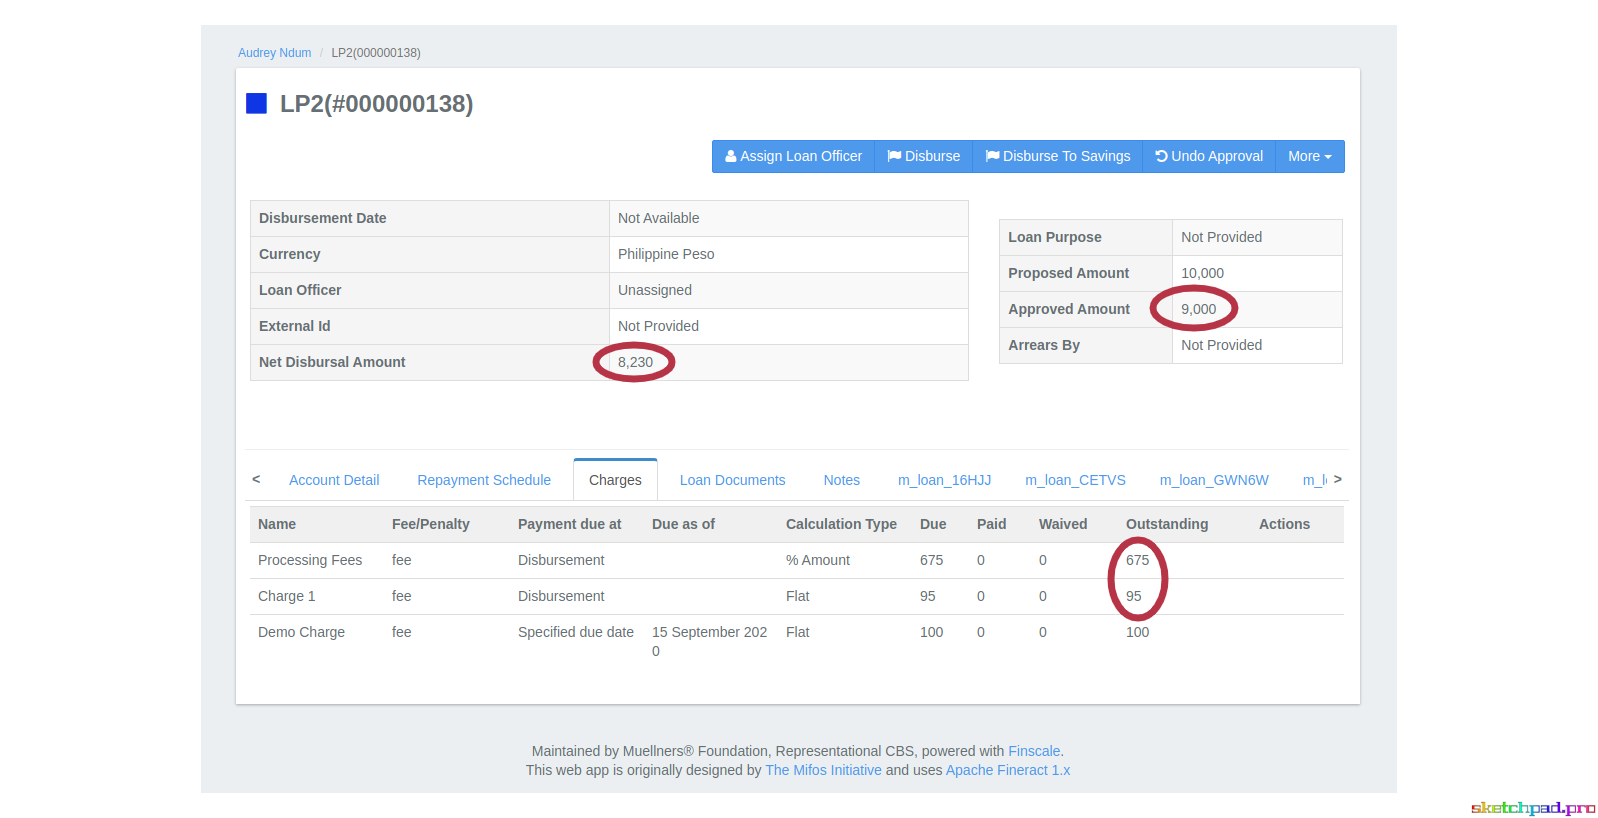 Audrey Ndum / LP2(000000138)
LP2(#000000138)
Assign Loan Officer Disburse Disburse To Savings Undo Approval More
Disbursement Date Not Available
Currency Philippine Peso
Loan Officer Unassigned
External Id Not Provided
Net Disbursal Amount 8,230
Loan Purpose Not Provided
Proposed Amount 10,000
Approved Amount 9,000
Arrears By Not Provided
< Account Detail Repayment Schedule Charges Loan Documents Notes m_loan_16HJJ m_loan_CETVS m_loan_GWN6W m_l >
Name Fee/Penalty Payment due at Due as of Calculation Type Due Paid Waived Outstanding Actions
Processing Fees fee Disbursement % Amount 675 0 0 675
Charge 1 fee Disbursement Flat 95 0 0 95
Demo Charge fee Specified due date 15 September 202 Flat 100 0 0 100
0
Maintained by Muellners® Foundation, Representational CBS, powered with Finscale.
This web app is originally designed by The Mifos Initiative and uses Apache Fineract 1.x
sketchpad.pro